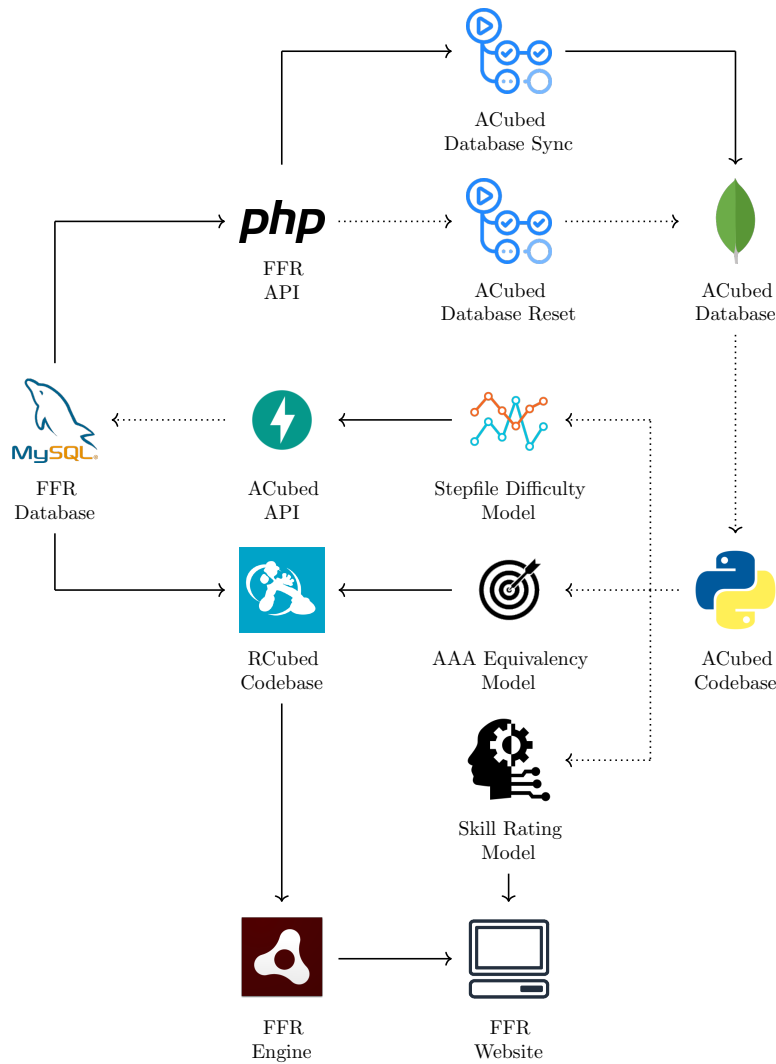 ACubed
Database Sync
php
FFR
API
ACubed
Database Reset
ACubed
Database
MySQL
FFR
Database
ACubed
API
Stepfile Difficulty
Model
RCubed
Codebase
AAA Equivalency
Model
ACubed
Codebase
Skill Rating
Model
FFR
Engine
FFR
Website